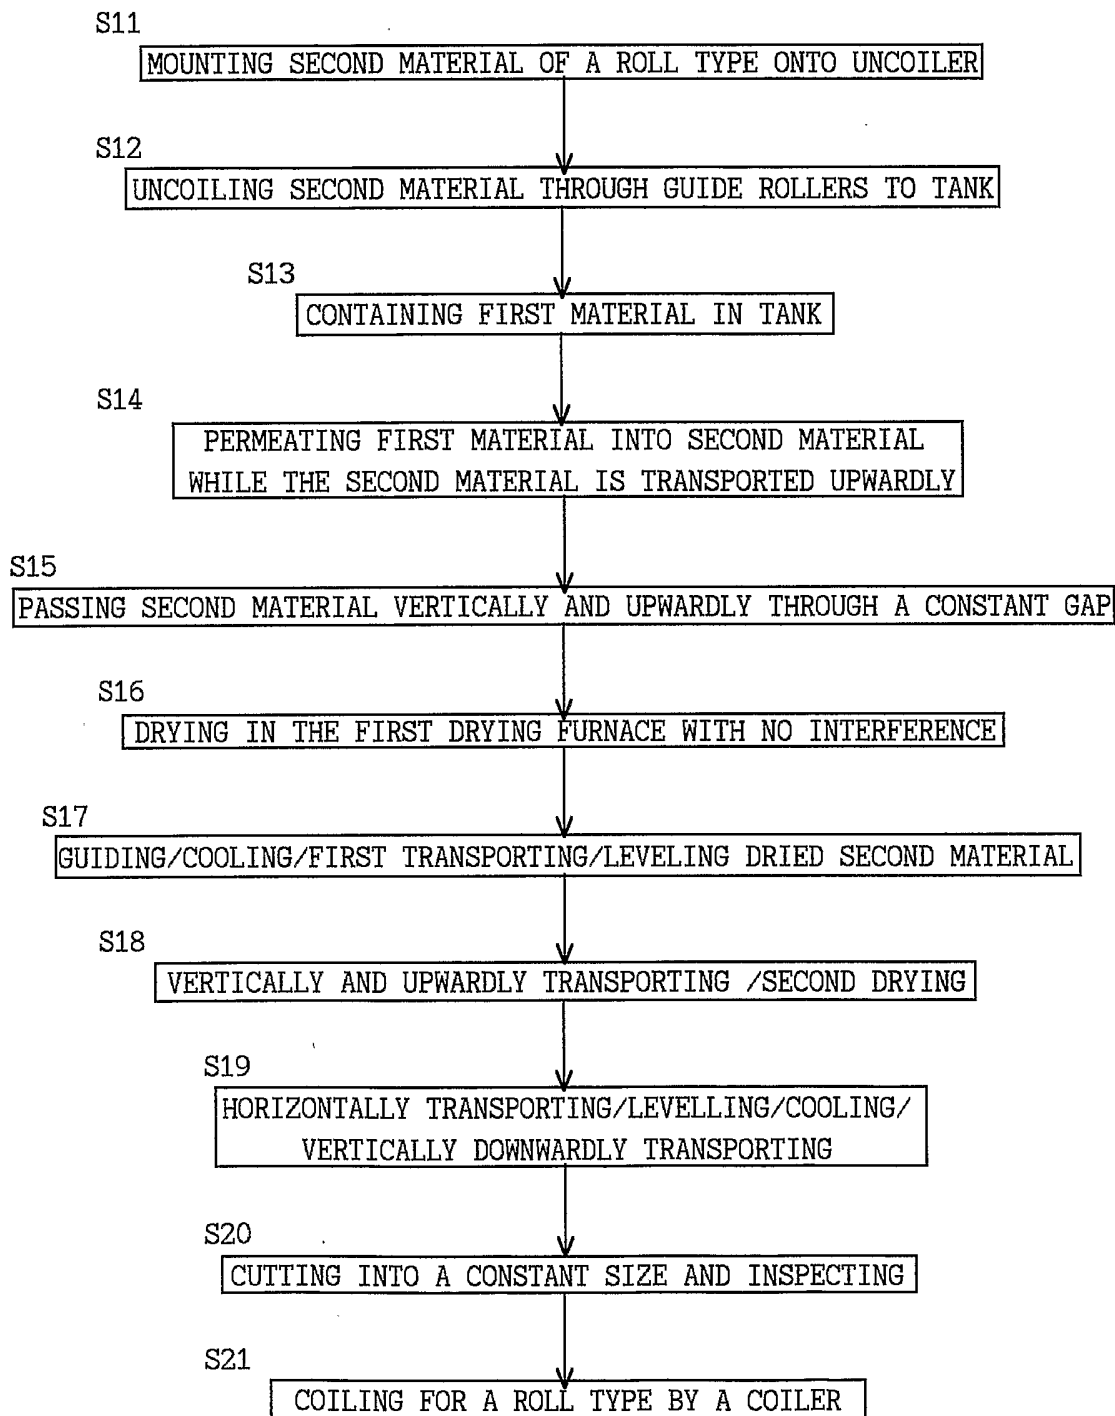 S11
MOUNTING SECOND MATERIAL OF A ROLL TYPE ONTO UNCOILER
S12
UNCOILING SECOND MATERIAL THROUGH GUIDE ROLLERS TO TANK
S13
CONTAINING FIRST MATERIAL IN TANK
S14
PERMEATING FIRST MATERIAL INTO SECOND MATERIAL
WHILE THE SECOND MATERIAL IS TRANSPORTED UPWARDLY
S15
PASSING SECOND MATERIAL VERTICALLY AND UPWARDLY THROUGH A CONSTANT GAP
S16
DRYING IN THE FIRST DRYING FURNACE WITH NO INTERFERENCE
S17
GUIDING/COOLING/FIRST TRANSPORTING/LEVELING DRIED SECOND MATERIAL
S18
VERTICALLY AND UPWARDLY TRANSPORTING /SECOND DRYING
S19
HORIZONTALLY TRANSPORTING/LEVELLING/COOLING/
VERTICALLY DOWNWARDLY TRANSPORTING
S20
CUTTING INTO A CONSTANT SIZE AND INSPECTING
S21
COILING FOR A ROLL TYPE BY A COILER